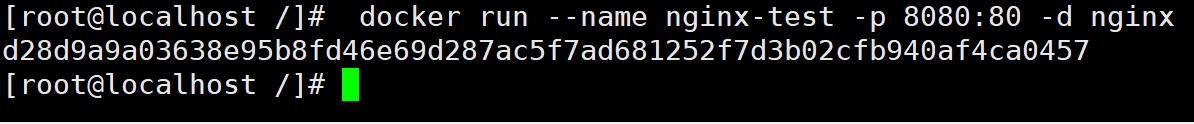 [root@localhost /]#  docker run --name nginx-test -p 8080:80 -d nginx
d28d9a9a03638e95b8fd46e69d287ac5f7ad681252f7d3b02cfb940af4ca0457
[root@localhost /]#